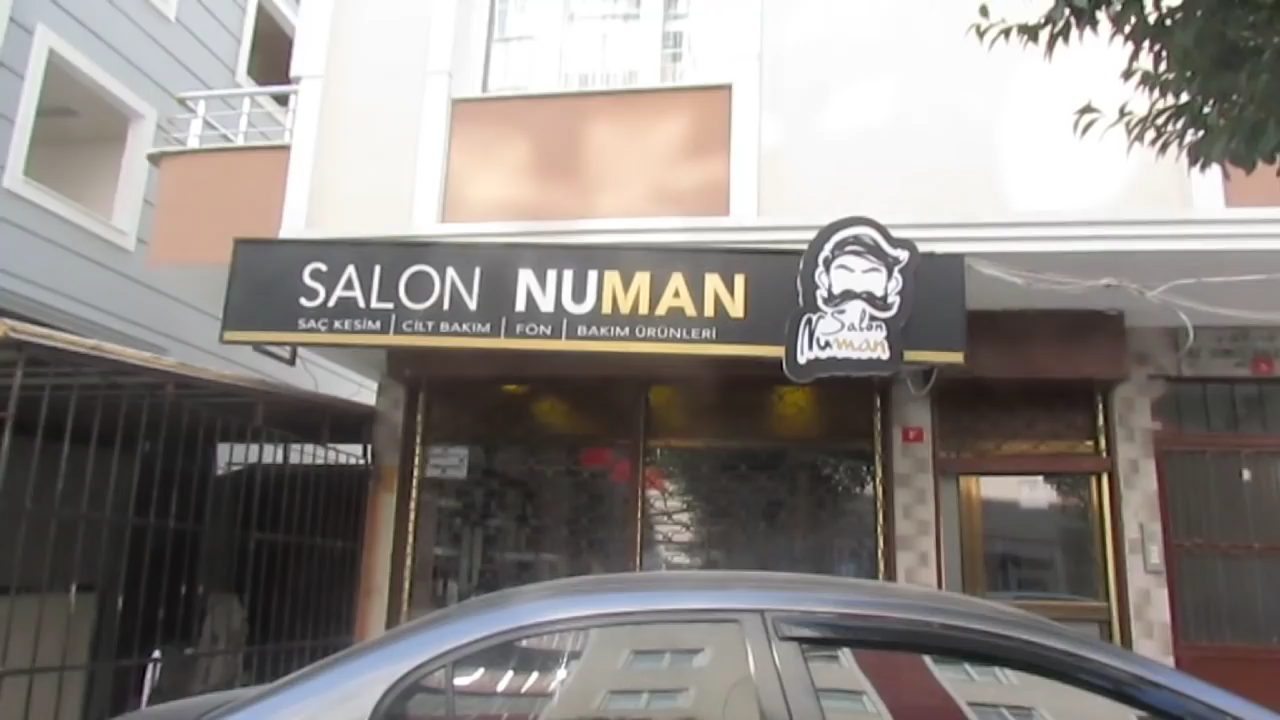 SALON NUMAN
SAÇ KESİM | CİLT BAKIM | FÖN | BAKIM ÜRÜNLERİ
Salon
Numan